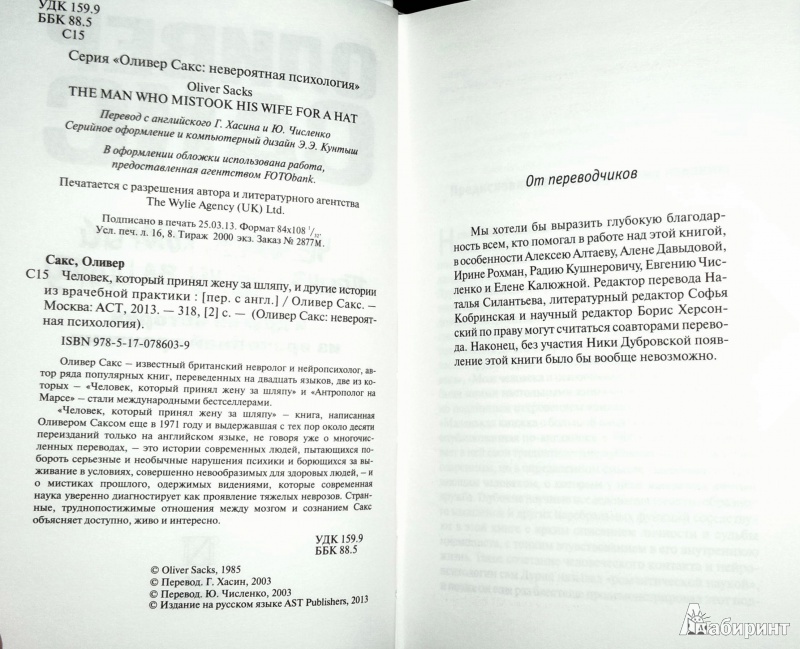 УДК 159.9
ББК 88.5
С15
Серия «Оливер Сакс: невероятная психология»
Oliver Sacks
THE MAN WHO MISTOOK HIS WIFE FOR A HAT
Перевод с английского Г. Хасина и Ю. Численко
Серийное оформление и компьютерный дизайн Э.Э. Кунтыш
В оформлении обложки использована работа,
предоставленная агентством FOTObank.
Печатается с разрешения автора и литературного агентства
The Wylie Agency (UK) Ltd.
Подписано в печать 25.03.13. Формат 84х108 1/32.
Усл. печ. л. 16, 8. Тираж 2000 экз. Заказ № 2877М.
Сакс, Оливер
С15 Человек, который принял жену за шляпу, и другие истории
из врачебной практики : [пер. с англ.] / Оливер Сакс. –
Москва: АСТ, 2013. – 318, [2] с. – (Оливер Сакс: невероят-
ная психология).
ISBN 978-5-17-078603-9
Оливер Сакс – известный британский невролог и нейропсихолог, ав-
тор ряда популярных книг, переведенных на двадцать языков, две из ко-
торых – «Человек, который принял жену за шляпу» и «Антрополог на
Марсе» – стали международными бестселлерами.
«Человек, который принял жену за шляпу» – книга, написанная
Оливером Саксом еще в 1971 году и выдержавшая с тех пор около десяти
переизданий только на английском языке, не говоря уже о многочис-
ленных переводах, – это истории современных людей, пытающихся по-
бороть серьезные и необычные нарушения психики и борющихся за вы-
живание в условиях, совершенно невообразимых для здоровых людей, – и
о мистиках прошлого, одержимых видениями, которые современная
наука уверенно диагностирует как проявление тяжелых неврозов. Стран-
ные, труднопостижимые отношения между мозгом и сознанием Сакс
объясняет доступно, живо и интересно.
УДК 159.9
ББК 88.5
© Oliver Sacks, 1985
© Перевод. Г. Хасин, 2003
© Перевод. Ю. Численко, 2003
© Издание на русском языке AST Publishers, 2013
От переводчиков
Мы хотели бы выразить глубокую благодар-
ность всем, кто помогал в работе над этой книгой,
в особенности Алексею Алтаеву, Алене Давыдовой,
Ирине Рохман, Радию Кушнеровичу, Евгению Чис-
ленко и Елене Калюжной. Редактор перевода На-
талья Силантьева, литературный редактор Софья
Кобринская и научный редактор Борис Херсон-
ский по праву могут считаться соавторами перево-
да. Наконец, без участия Ники Дубровской появ-
ление этой книги было бы вообще невозможно.
Лабиринт